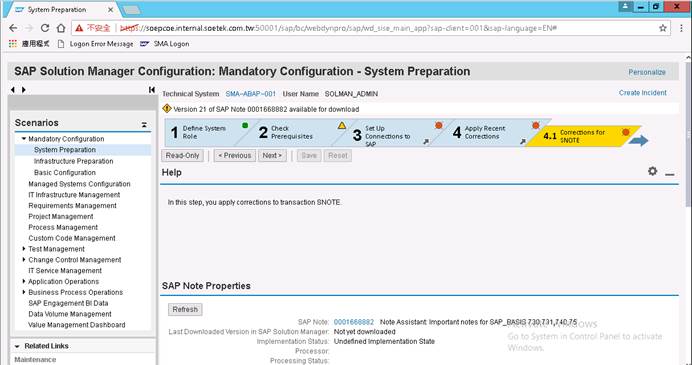 System Preparation
不安全 https://soepcoe.internal.soetek.com.tw:50001/sap/bc/webdynpro/sap/wd_sise_main_app?sap-client=001&sap-language=EN#
應用程式 Logon Error Message SMA Logon
SAP Solution Manager Configuration: Mandatory Configuration - System Preparation
Personalize
Technical System SMA~ABAP~001 User Name SOLMAN_ADMIN
Create Incident
Version 21 of SAP Note 0001668882 available for download
Scenarios
Mandatory Configuration
System Preparation
Infrastructure Preparation
Basic Configuration
Managed Systems Configuration
IT Infrastructure Management
Requirements Management
Project Management
Process Management
Custom Code Management
Test Management
Change Control Management
IT Service Management
Application Operations
Business Process Operations
SAP Engagement BI Data
Data Volume Management
Value Management Dashboard
Related Links
Maintenance
1 Define System Role
2 Check Prerequisites
3 Set Up Connections to SAP
4 Apply Recent Corrections
4.1 Corrections for SNOTE
Read-Only < Previous Next > Save Reset
Help
In this step, you apply corrections to transaction SNOTE.
SAP Note Properties
Refresh
SAP Note: 0001668882 Note Assistant: Important notes for SAP_BASIS 730,731,740,75
Last Downloaded Version in SAP Solution Manager: Not yet downloaded
Implementation Status: Undefined Implementation State
Processor:
Processing Status:
Windows
Go to System in Control Panel to activate
Windows.